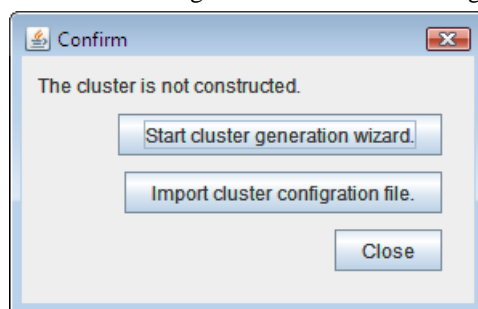 Confirm
The cluster is not constructed.
Start cluster generation wizard.
Import cluster configration file.
Close